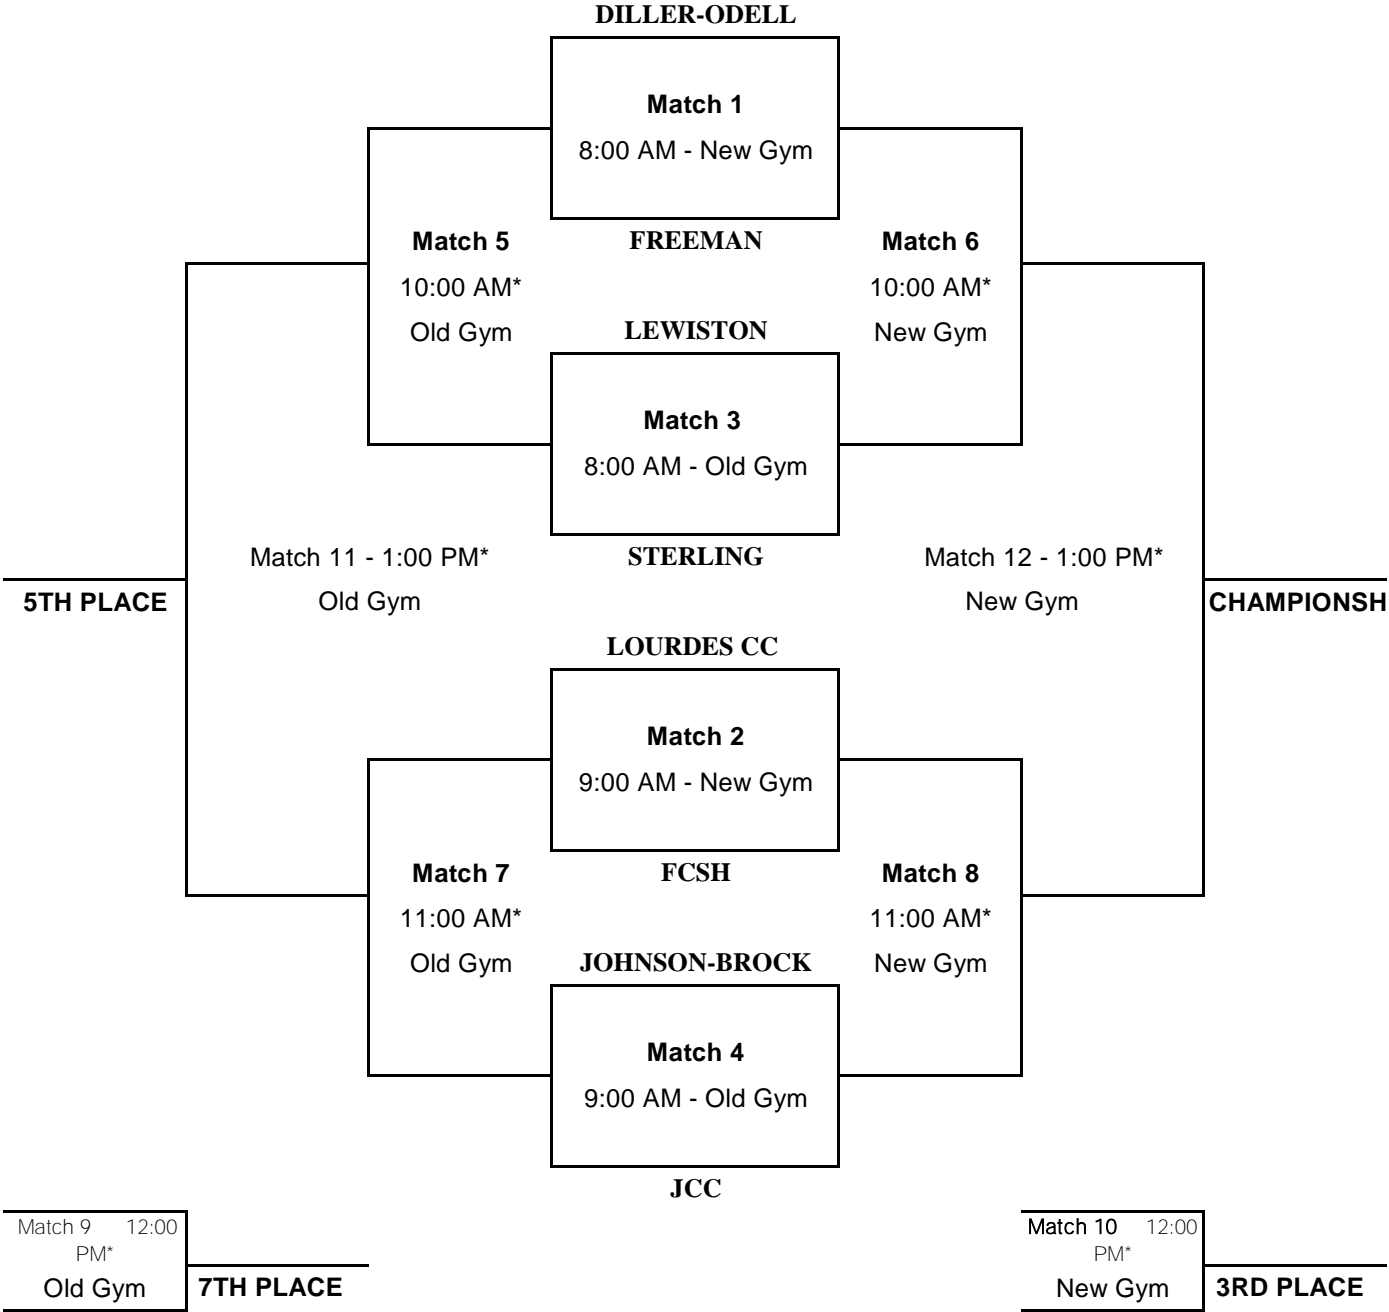 DILLER-ODELL
Match 1
8:00 AM - New Gym
FREEMAN
Match 5
10:00 AM*
Old Gym
Match 6
10:00 AM*
New Gym
LEWISTON
Match 3
8:00 AM - Old Gym
STERLING
Match 11 - 1:00 PM*
Old Gym
5TH PLACE
Match 12 - 1:00 PM*
New Gym
CHAMPIONSH
LOURDES CC
Match 2
9:00 AM - New Gym
FCSH
Match 7
11:00 AM*
Old Gym
Match 8
11:00 AM*
New Gym
JOHNSON-BROCK
Match 4
9:00 AM - Old Gym
JCC
Match 9 12:00
PM*
Old Gym
7TH PLACE
Match 10 12:00
PM*
New Gym
3RD PLACE